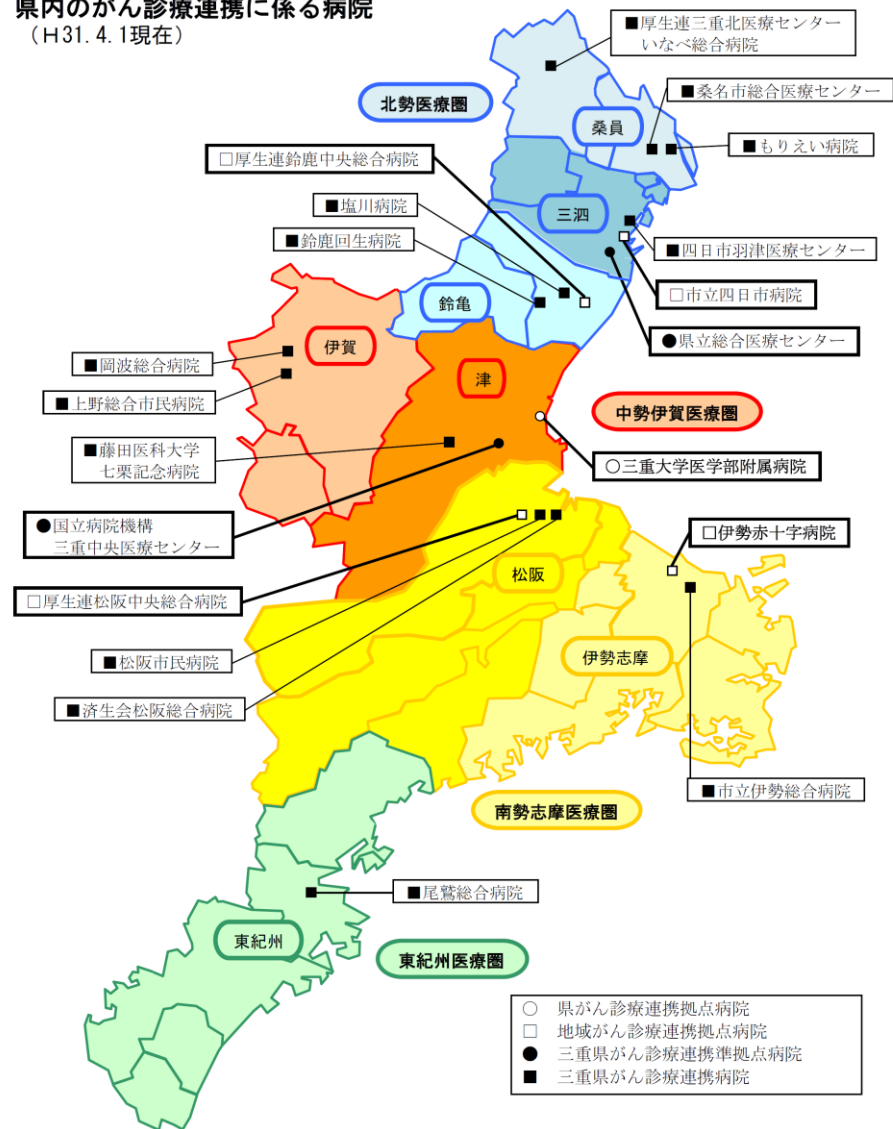 県内のがん診療連携に係る病院
（H31.4.1現在）
■厚生連三重北医療センター
いなべ総合病院
北勢医療圏
■桑名市総合医療センター
桑員
□厚生連鈴鹿中央総合病院
■もりえい病院
■塩川病院
三泗
■鈴鹿回生病院
■四日市羽津医療センター
□市立四日市病院
鈴亀
●県立総合医療センター
伊賀
■岡波総合病院
津
■上野総合市民病院
中勢伊賀医療圏
■藤田医科大学
七栗記念病院
○三重大学医学部附属病院
●国立病院機構
三重中央医療センター
□伊勢赤十字病院
松阪
□厚生連松阪中央総合病院
伊勢志摩
■松阪市民病院
■済生会松阪総合病院
■市立伊勢総合病院
南勢志摩医療圏
■尾鷲総合病院
東紀州
東紀州医療圏
○ 県がん診療連携拠点病院
□ 地域がん診療連携拠点病院
● 三重県がん診療連携準拠点病院
■ 三重県がん診療連携病院